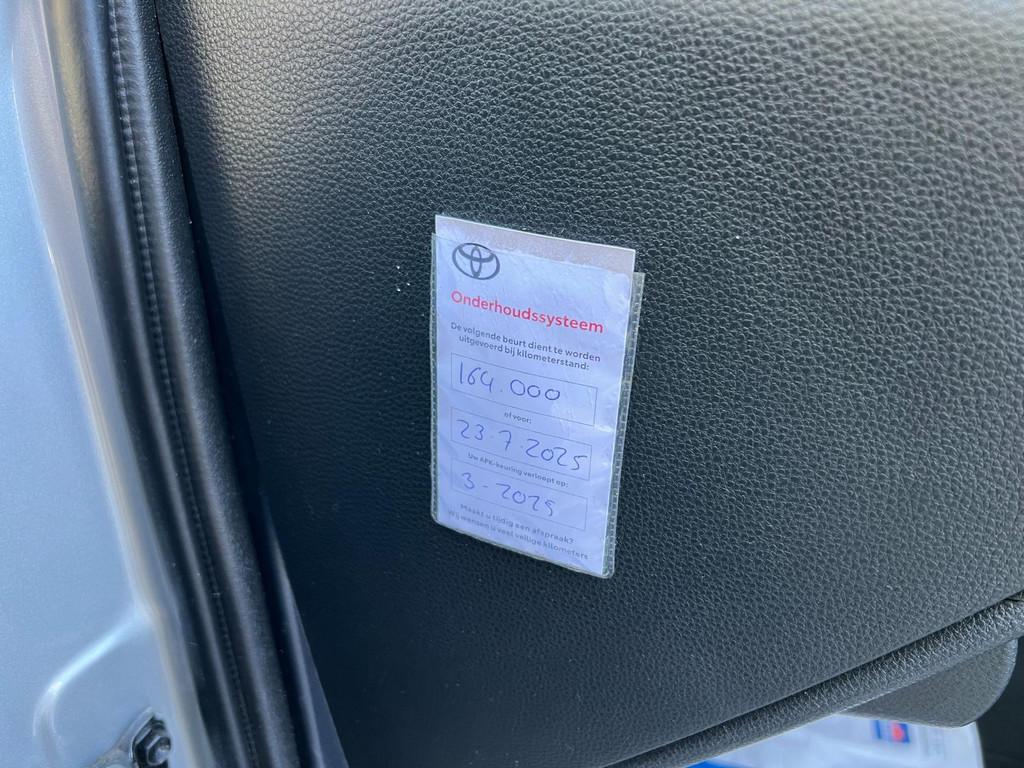 Onderhoudssysteem
De volgende beurt dient te worden
uitgevoerd bij kilometerstand:
164.000
of voor:
23-7-2025
Uw APK-keuring verloopt op:
3-2025
Maakt u tijdig een afspraak?
Wij wensen u veel veilige kilometers